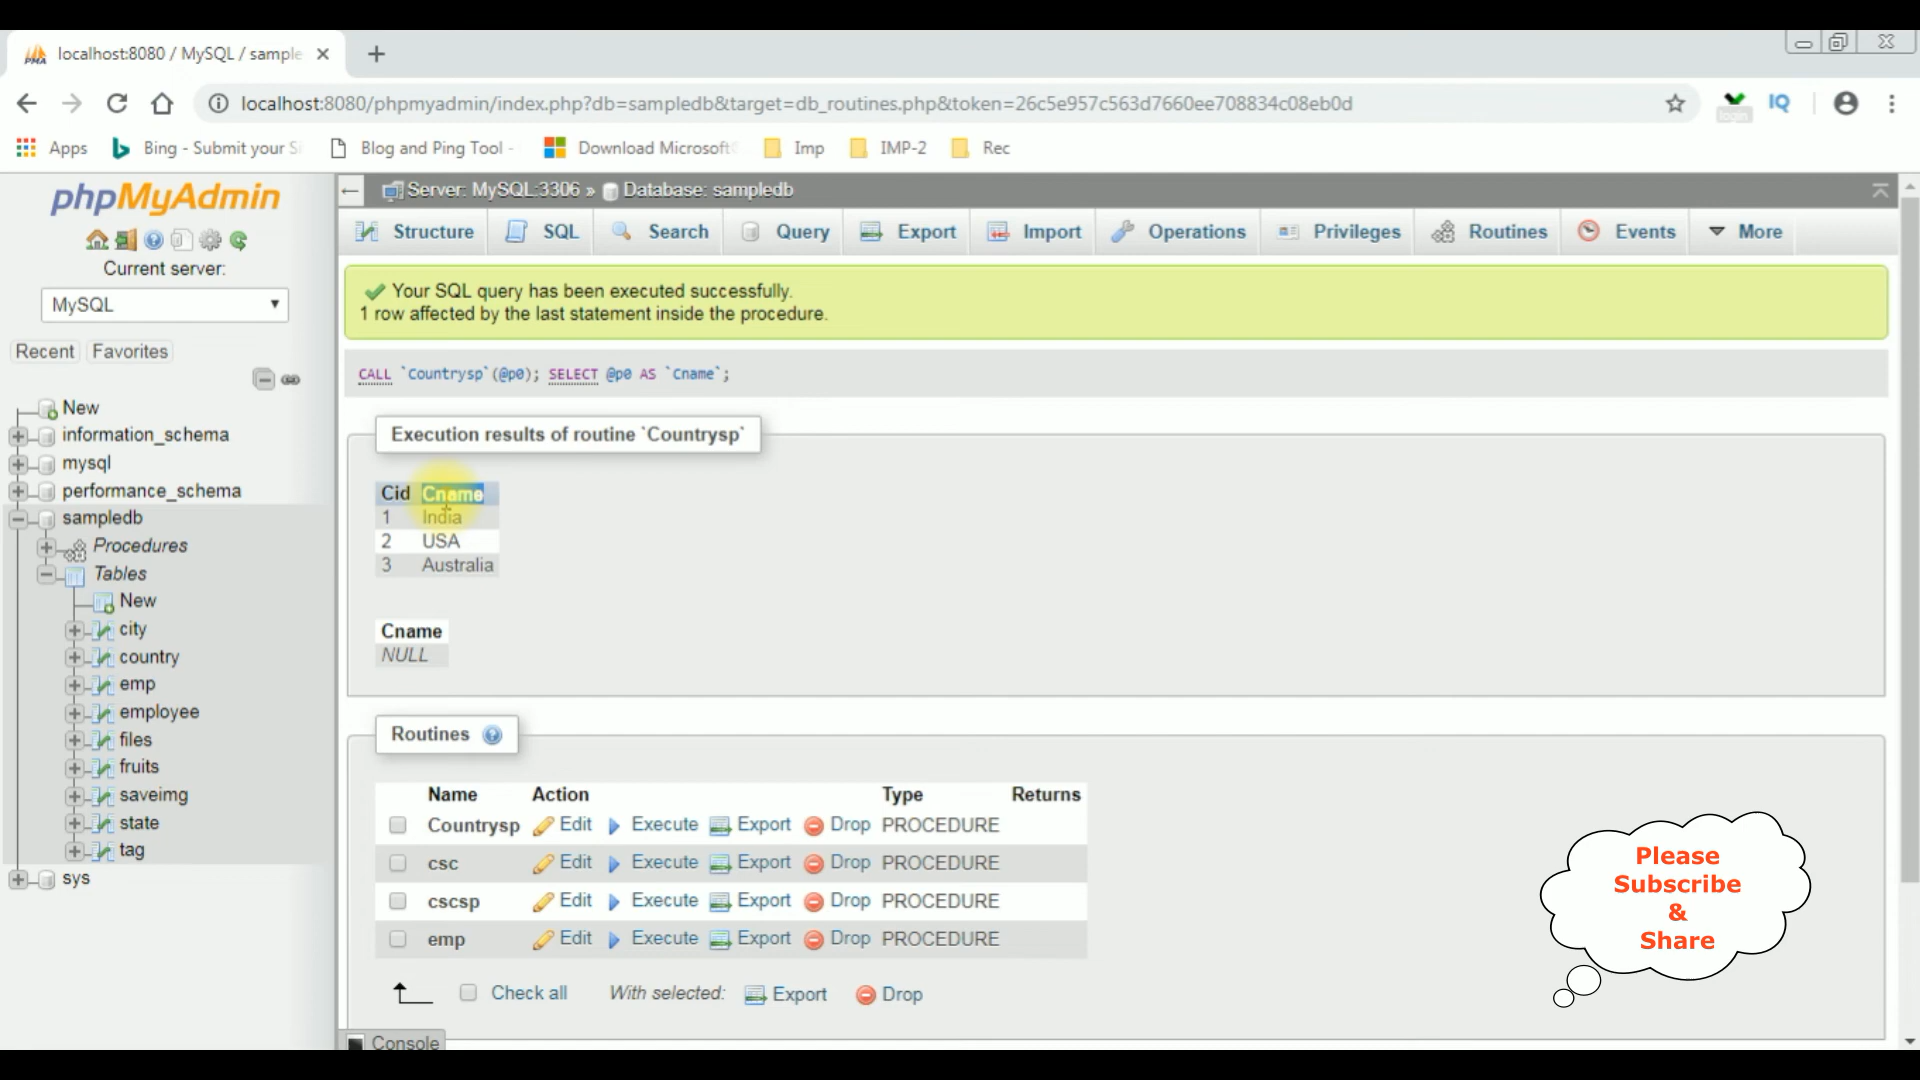 localhost:8080 / MySQL / sample
localhost:8080/phpmyadmin/index.php?db=sampledb&target=db_routines.php&token=26c5e957c563d7660ee708834c08eb0d
login
IQ
Apps
Bing - Submit your Si
Blog and Ping Tool -
Download Microsoft
Imp
IMP-2
Rec
phpMyAdmin
Current server:
MySQL
Recent
Favorites
New
information_schema
mysql
performance_schema
sampledb
Procedures
Tables
New
city
country
emp
employee
files
fruits
saveimg
state
tag
sys
Server: MySQL:3306 » Database: sampledb
Structure SQL Search Query Export Import Operations Privileges Routines Events More
Your SQL query has been executed successfully.
1 row affected by the last statement inside the procedure.
CALL `Countrysp`(@p0); SELECT @p0 AS `Cname`;
Execution results of routine `Countrysp`
Cid Cname
1 India
2 USA
3 Australia
Cname
NULL
Routines
Name Action Type Returns
Countrysp Edit Execute Export Drop PROCEDURE
csc Edit Execute Export Drop PROCEDURE
cscsp Edit Execute Export Drop PROCEDURE
emp Edit Execute Export Drop PROCEDURE
Check all With selected: Export Drop
Console
Please
Subscribe
&
Share